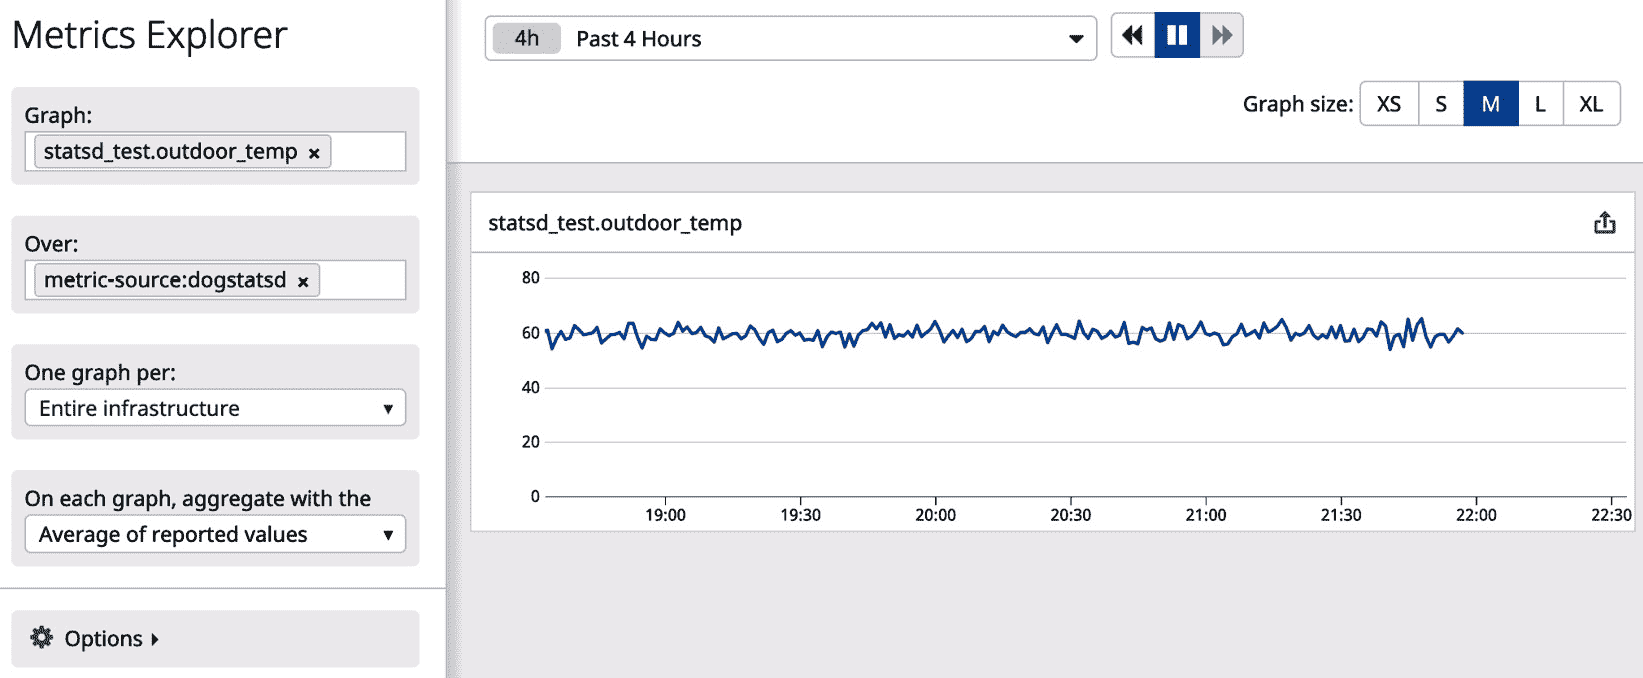 Metrics Explorer
Graph:
statsd_test.outdoor_temp ×
Over:
metric-source:dogstatsd ×
One graph per:
Entire infrastructure
On each graph, aggregate with the
Average of reported values
Options
4h Past 4 Hours
Graph size: XS S M L XL
statsd_test.outdoor_temp
80
60
40
20
0
19:00 19:30 20:00 20:30 21:00 21:30 22:00 22:30